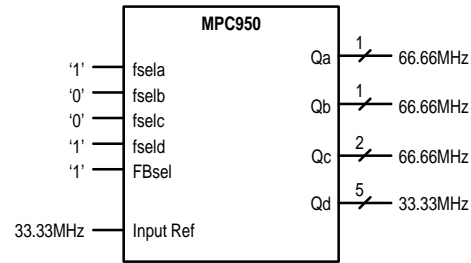 MPC950
'1' fsela
'0' fselb
'0' fselc
'1' fseld
'1' FBsel
33.33MHz Input Ref
Qa 1 66.66MHz
Qb 1 66.66MHz
Qc 2 66.66MHz
Qd 5 33.33MHz